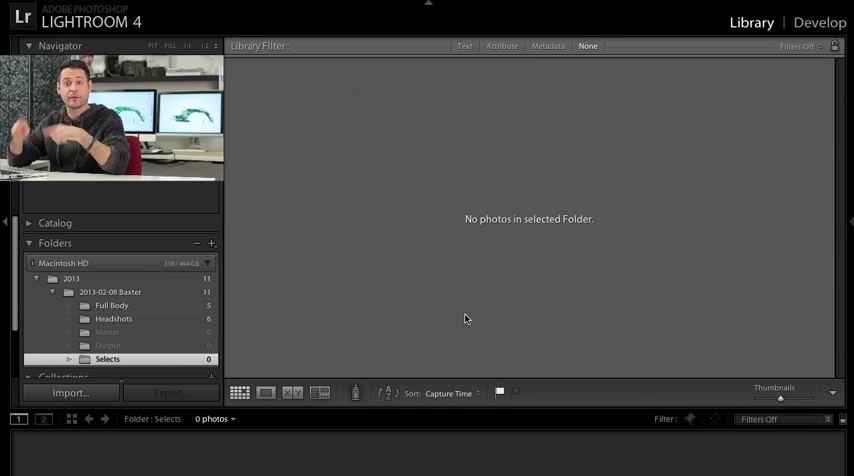 Lr
ADOBE PHOTOSHOP
LIGHTROOM 4
Library | Develop
Navigator FIT FILL 1:1 1:2
Library Filter : Text Attribute Metadata None Filters Off
No photos in selected Folder.
Catalog
Folders
Macintosh HD 318 / 464 GB
2013 11
2013-02-08 Baxter 11
Full Body 5
Headshots 6
Master 0
Output 0
Selects 0
Collections
Import... Export...
XY AZ Sort: Capture Time Thumbnails
1 2 Folder : Selects 0 photos Filter : Filters Off